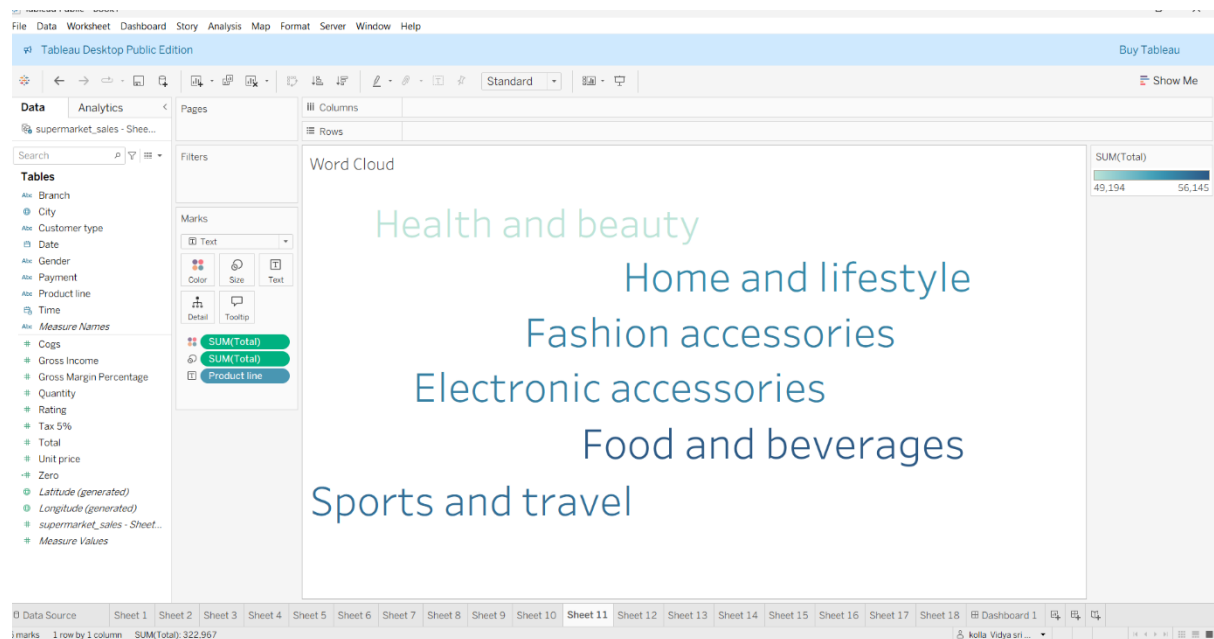 File Data Worksheet Dashboard Story Analysis Map Format Server Window Help
Tableau Desktop Public Edition
Buy Tableau
Standard
Show Me
Data Analytics
supermarket_sales - Shee...
Search
Tables
Branch
City
Customer type
Date
Gender
Payment
Product line
Time
Measure Names
Cogs
Gross Income
Gross Margin Percentage
Quantity
Rating
Tax 5%
Total
Unit price
Zero
Latitude (generated)
Longitude (generated)
supermarket_sales - Sheet...
Measure Values
Pages
Filters
Marks
Text
Color Size Text
Detail Tooltip
SUM(Total)
SUM(Total)
Product line
Columns
Rows
Word Cloud
Health and beauty
Home and lifestyle
Fashion accessories
Electronic accessories
Food and beverages
Sports and travel
SUM(Total)
49,194 56,145
Data Source Sheet 1 Sheet 2 Sheet 3 Sheet 4 Sheet 5 Sheet 6 Sheet 7 Sheet 8 Sheet 9 Sheet 10 Sheet 11 Sheet 12 Sheet 13 Sheet 14 Sheet 15 Sheet 16 Sheet 17 Sheet 18 Dashboard 1
marks 1 row by 1 column SUM(Total): 322,967
kolla Vidya sri ...